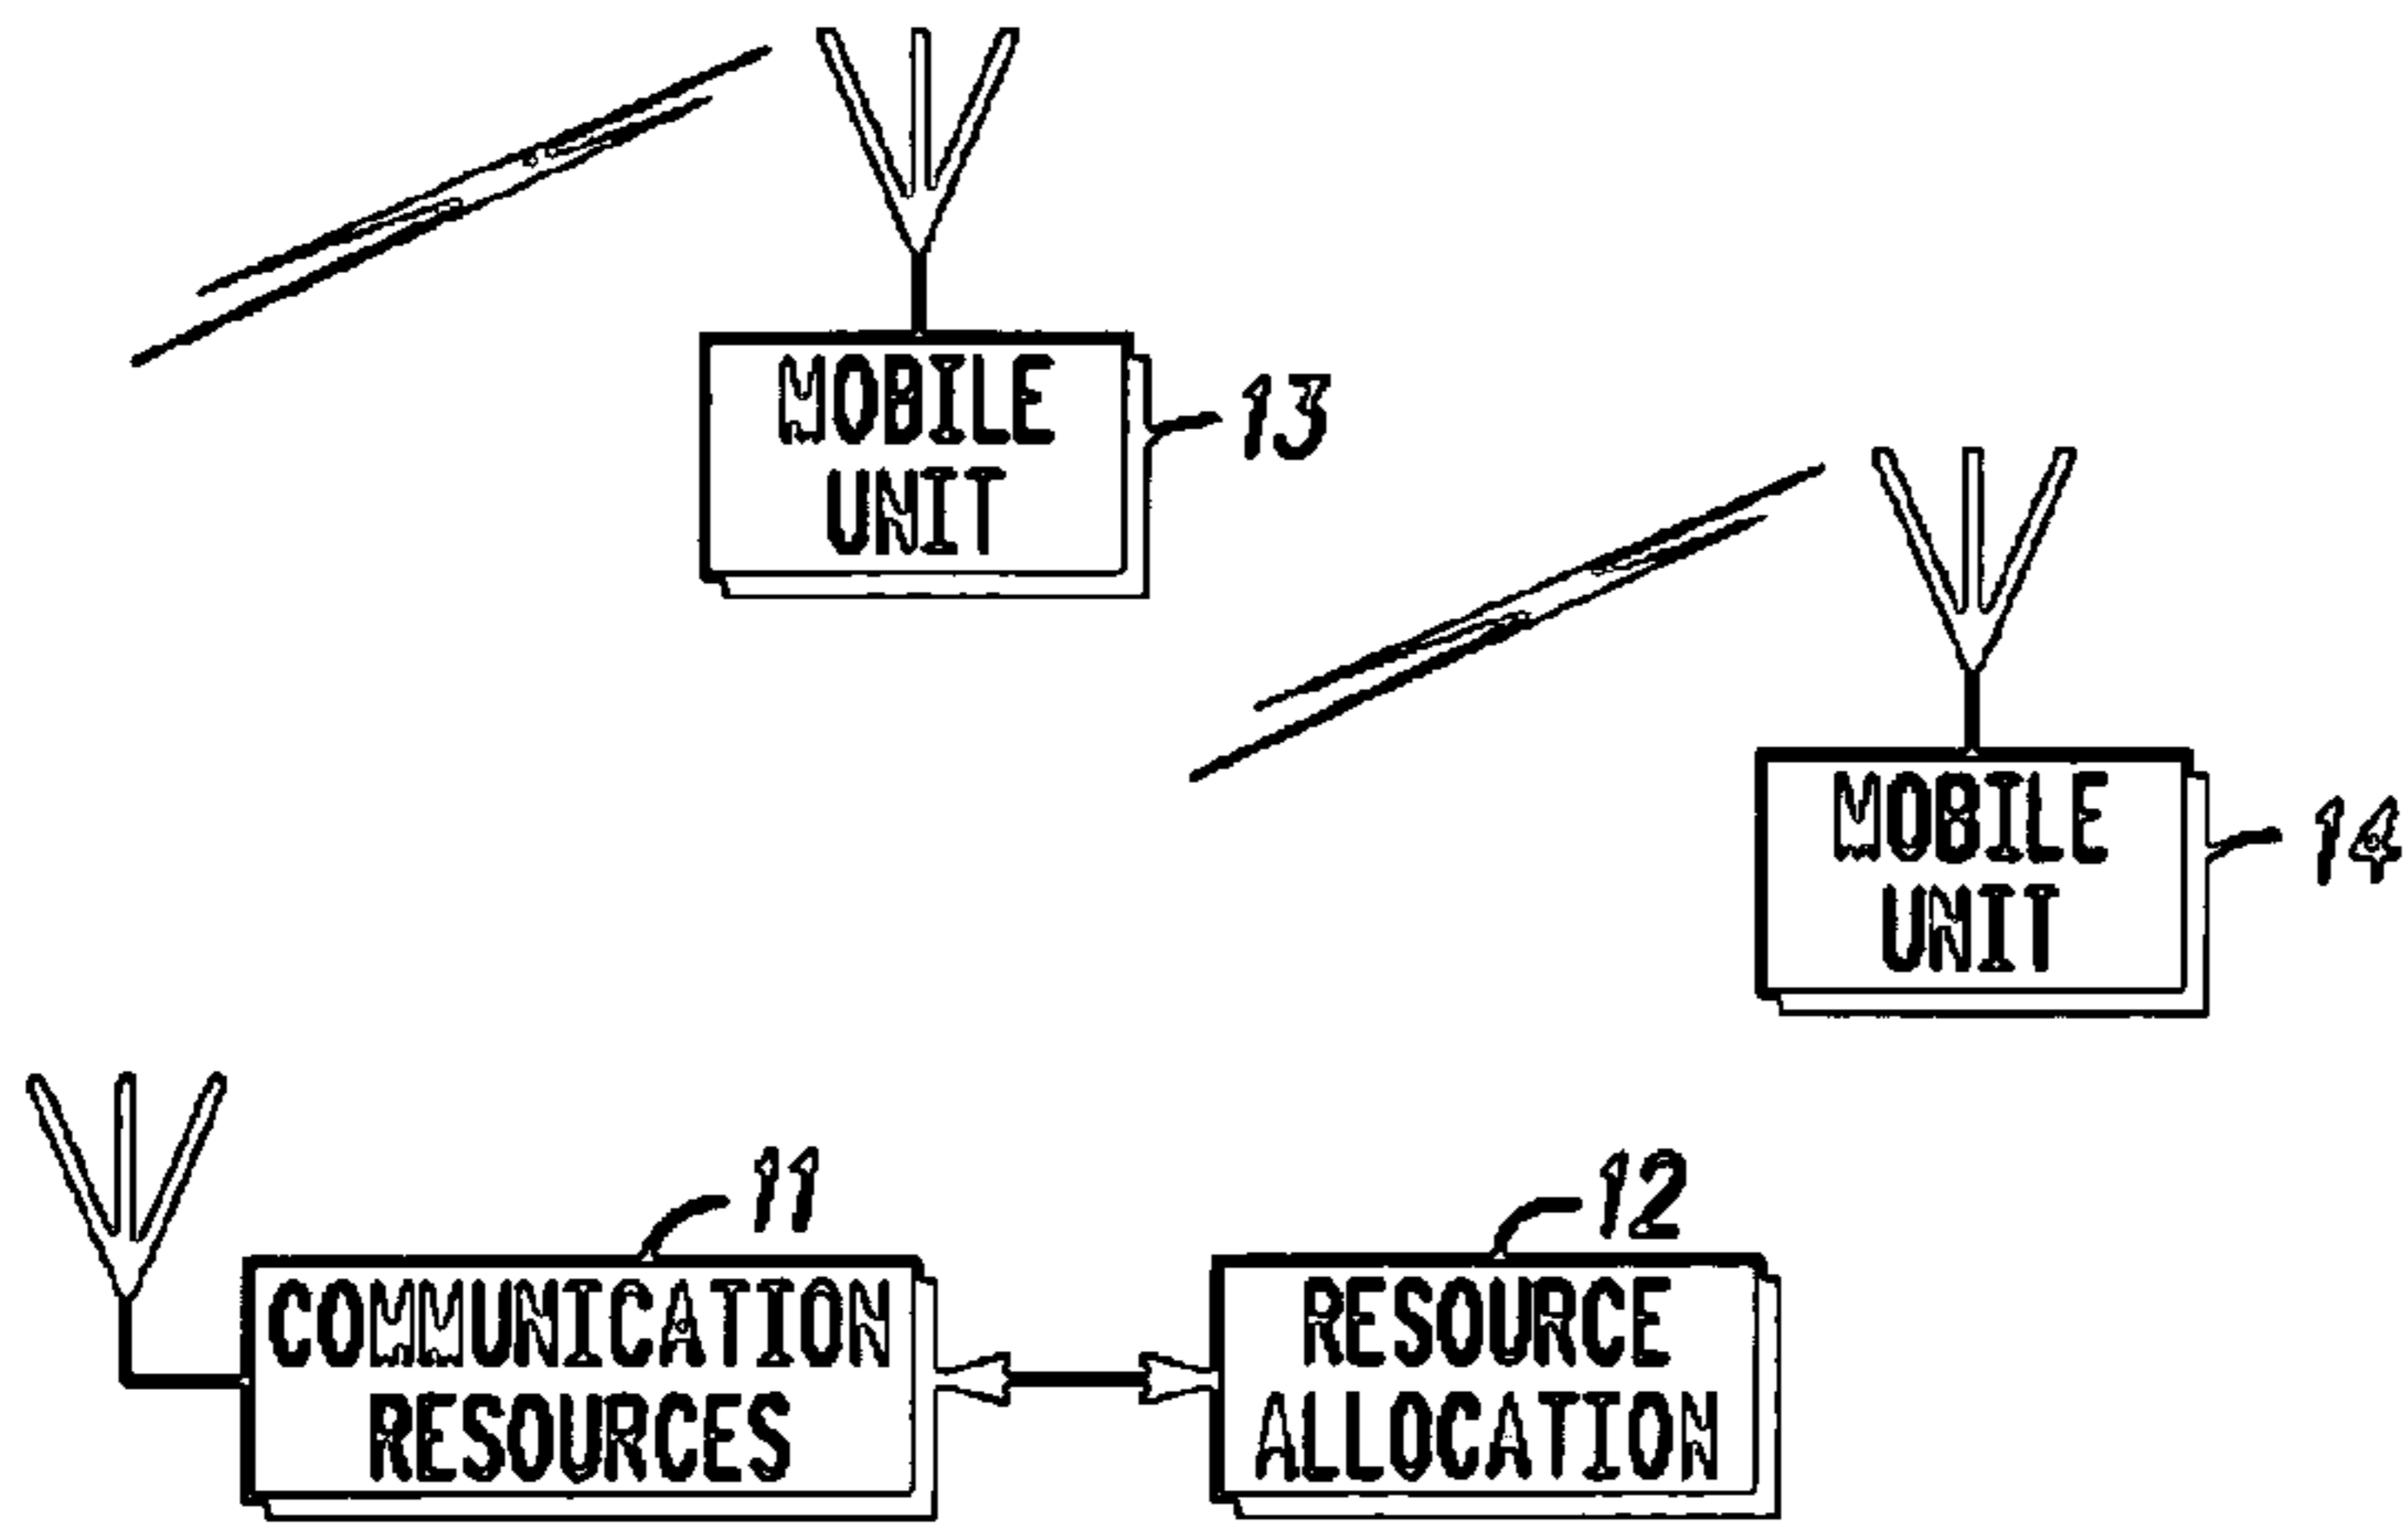 MOBILE
UNIT
13
MOBILE
UNIT
14
11
COMMUNICATION
RESOURCES
12
RESOURCE
ALLOCATION